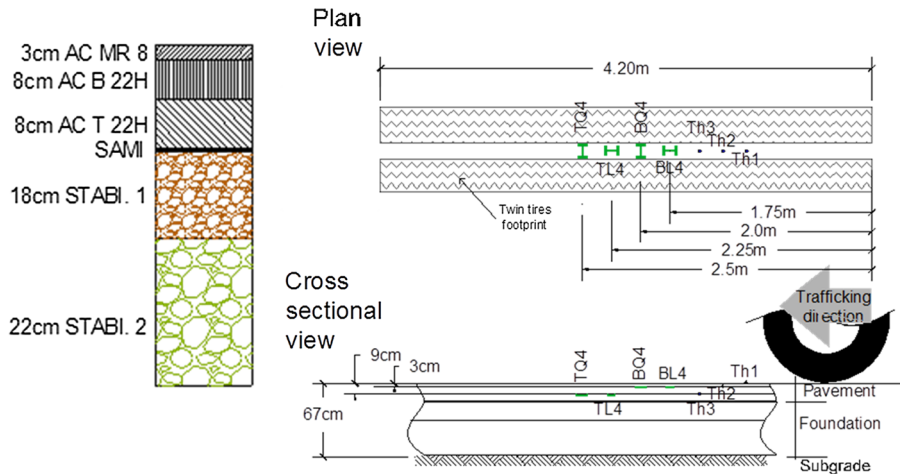 3cm AC MR 8
8cm AC B 22H
8cm AC T 22H
SAMI
18cm STABI. 1
22cm STABI. 2
Plan
view
4.20m
TQ4
BQ4
Th3
Th2
Th1
TL4
BL4
Twin tires
footprint
1.75m
2.0m
2.25m
2.5m
Cross
sectional
view
Trafficking
direction
9cm
3cm
67cm
TQ4
BQ4
BL4
Th1
Th2
TL4
Th3
Pavement
Foundation
Subgrade